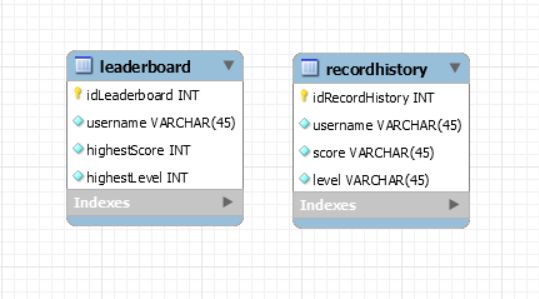 leaderboard
idLeaderboard INT
username VARCHAR(45)
highestScore INT
highestLevel INT
Indexes
recordhistory
idRecordHistory INT
username VARCHAR(45)
score VARCHAR(45)
level VARCHAR(45)
Indexes